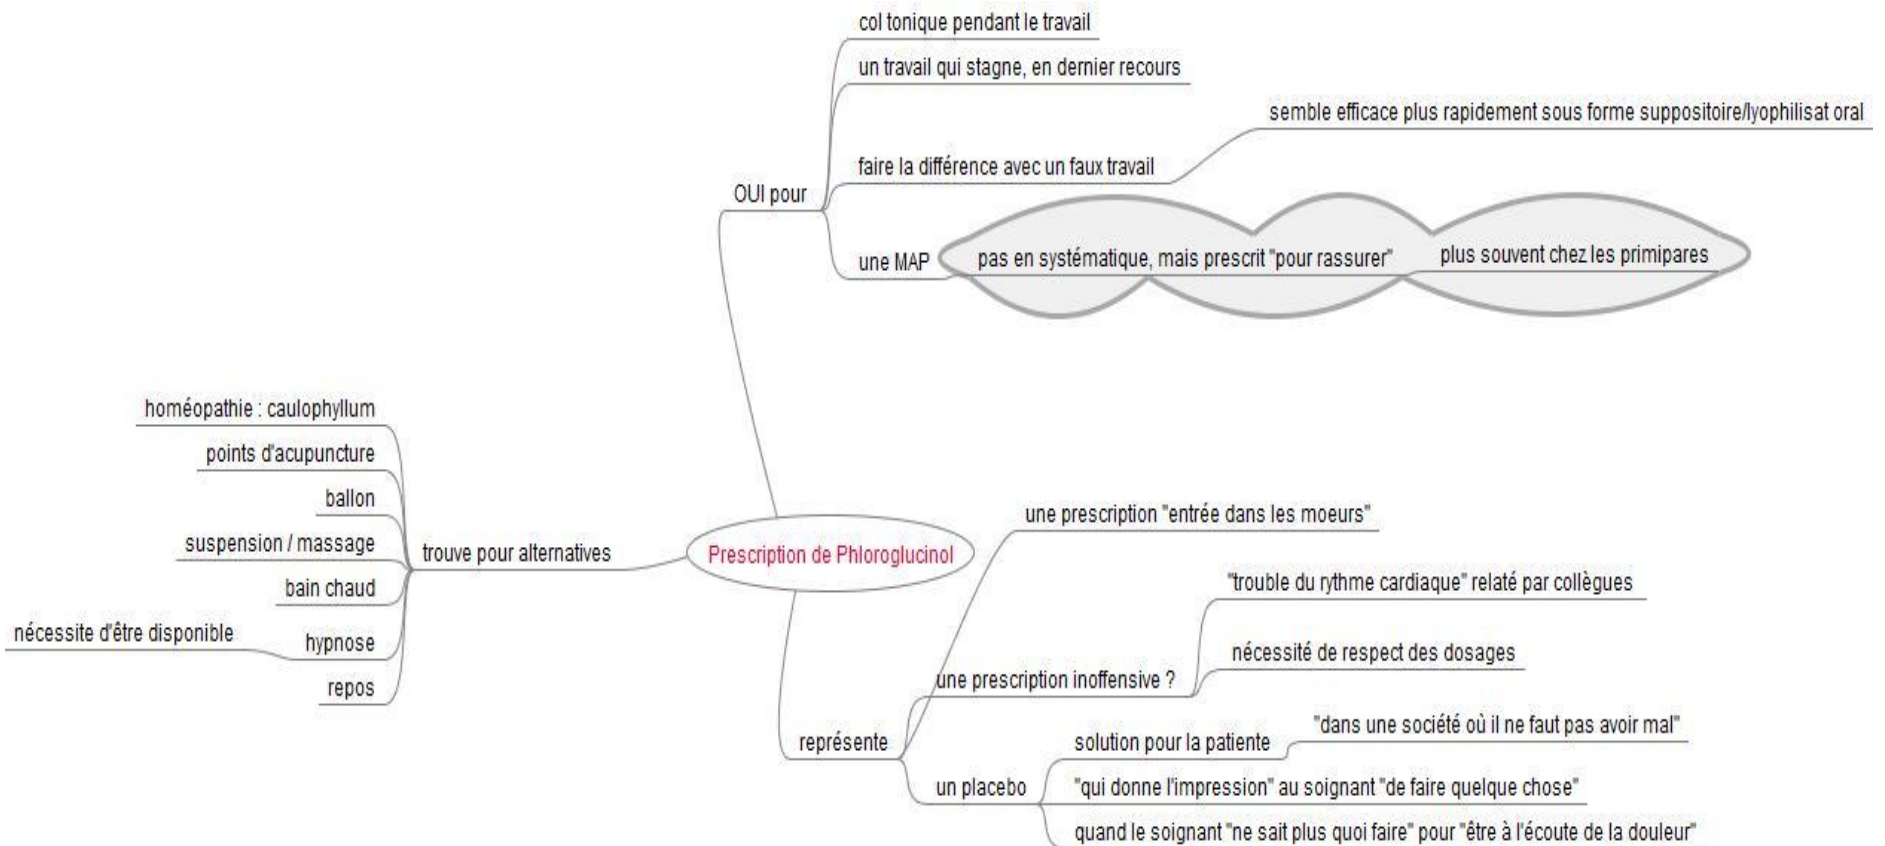 col tonique pendant le travail
un travail qui stagne, en dernier recours
semble efficace plus rapidement sous forme suppositoire/lyophilisat oral
faire la différence avec un faux travail
OUI pour
une MAP
pas en systématique, mais prescrit "pour rassurer"
plus souvent chez les primipares
homéopathie : caulophyllum
points d'acupuncture
ballon
suspension / massage
bain chaud
nécessite d'être disponible
hypnose
repos
trouve pour alternatives
Prescription de Phloroglucinol
une prescription "entrée dans les moeurs"
"trouble du rythme cardiaque" relaté par collègues
nécessité de respect des dosages
une prescription inoffensive ?
représente
"dans une société où il ne faut pas avoir mal"
solution pour la patiente
un placebo
"qui donne l'impression" au soignant "de faire quelque chose"
quand le soignant "ne sait plus quoi faire" pour "être à l'écoute de la douleur"